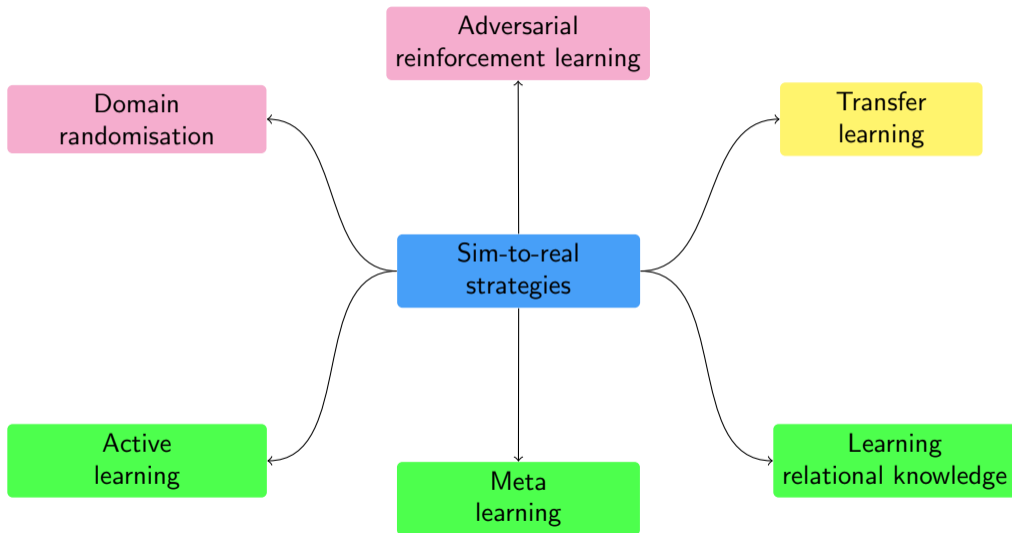 Adversarial
reinforcement learning
Domain
randomisation
Transfer
learning
Sim-to-real
strategies
Active
learning
Meta
learning
Learning
relational knowledge